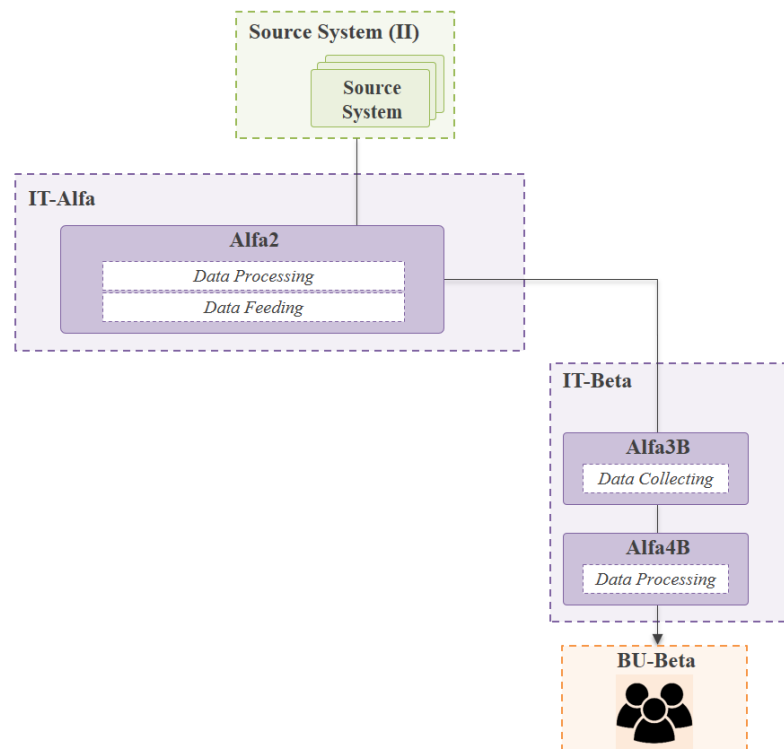 Source System (II)
Source
System
IT-Alfa
Alfa2
Data Processing
Data Feeding
IT-Beta
Alfa3B
Data Collecting
Alfa4B
Data Processing
BU-Beta